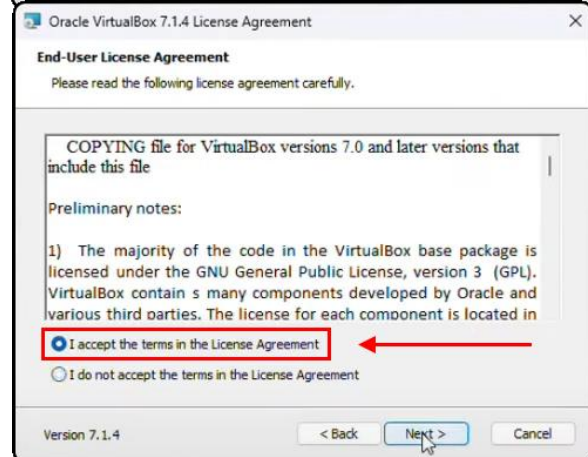 Oracle VirtualBox 7.1.4 License Agreement
End-User License Agreement
Please read the following license agreement carefully.
COPYING file for VirtualBox versions 7.0 and later versions that
include this file
Preliminary notes:
1) The majority of the code in the VirtualBox base package is
licensed under the GNU General Public License, version 3 (GPL).
VirtualBox contain s many components developed by Oracle and
various third parties. The license for each component is located in
I accept the terms in the License Agreement
I do not accept the terms in the License Agreement
Version 7.1.4 < Back Next > Cancel